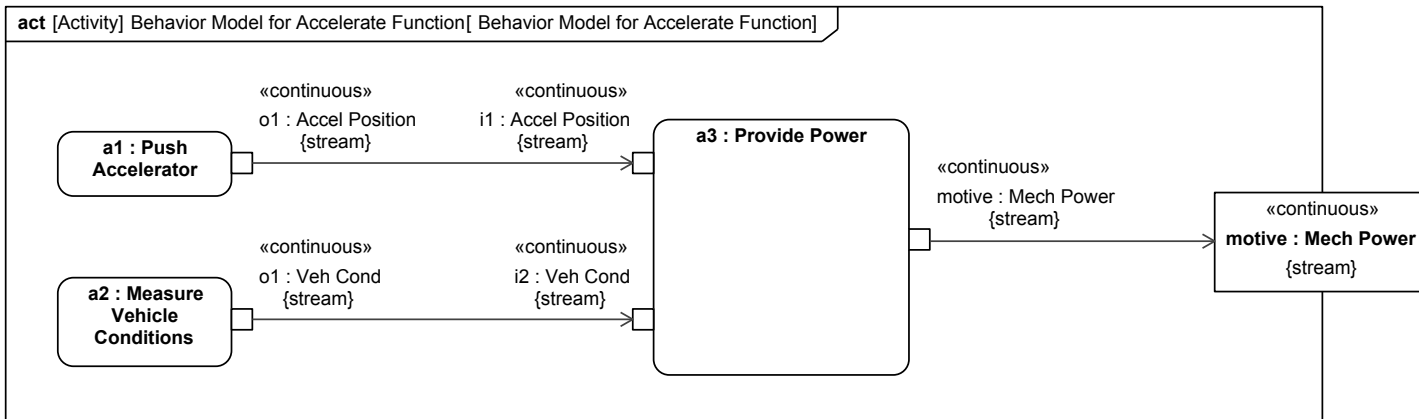 act [Activity] Behavior Model for Accelerate Function[ Behavior Model for Accelerate Function]
«continuous»
o1 : Accel Position
{stream}
«continuous»
i1 : Accel Position
{stream}
a1 : Push
Accelerator
a3 : Provide Power
«continuous»
motive : Mech Power
{stream}
«continuous»
motive : Mech Power
{stream}
«continuous»
o1 : Veh Cond
{stream}
«continuous»
i2 : Veh Cond
{stream}
a2 : Measure
Vehicle
Conditions